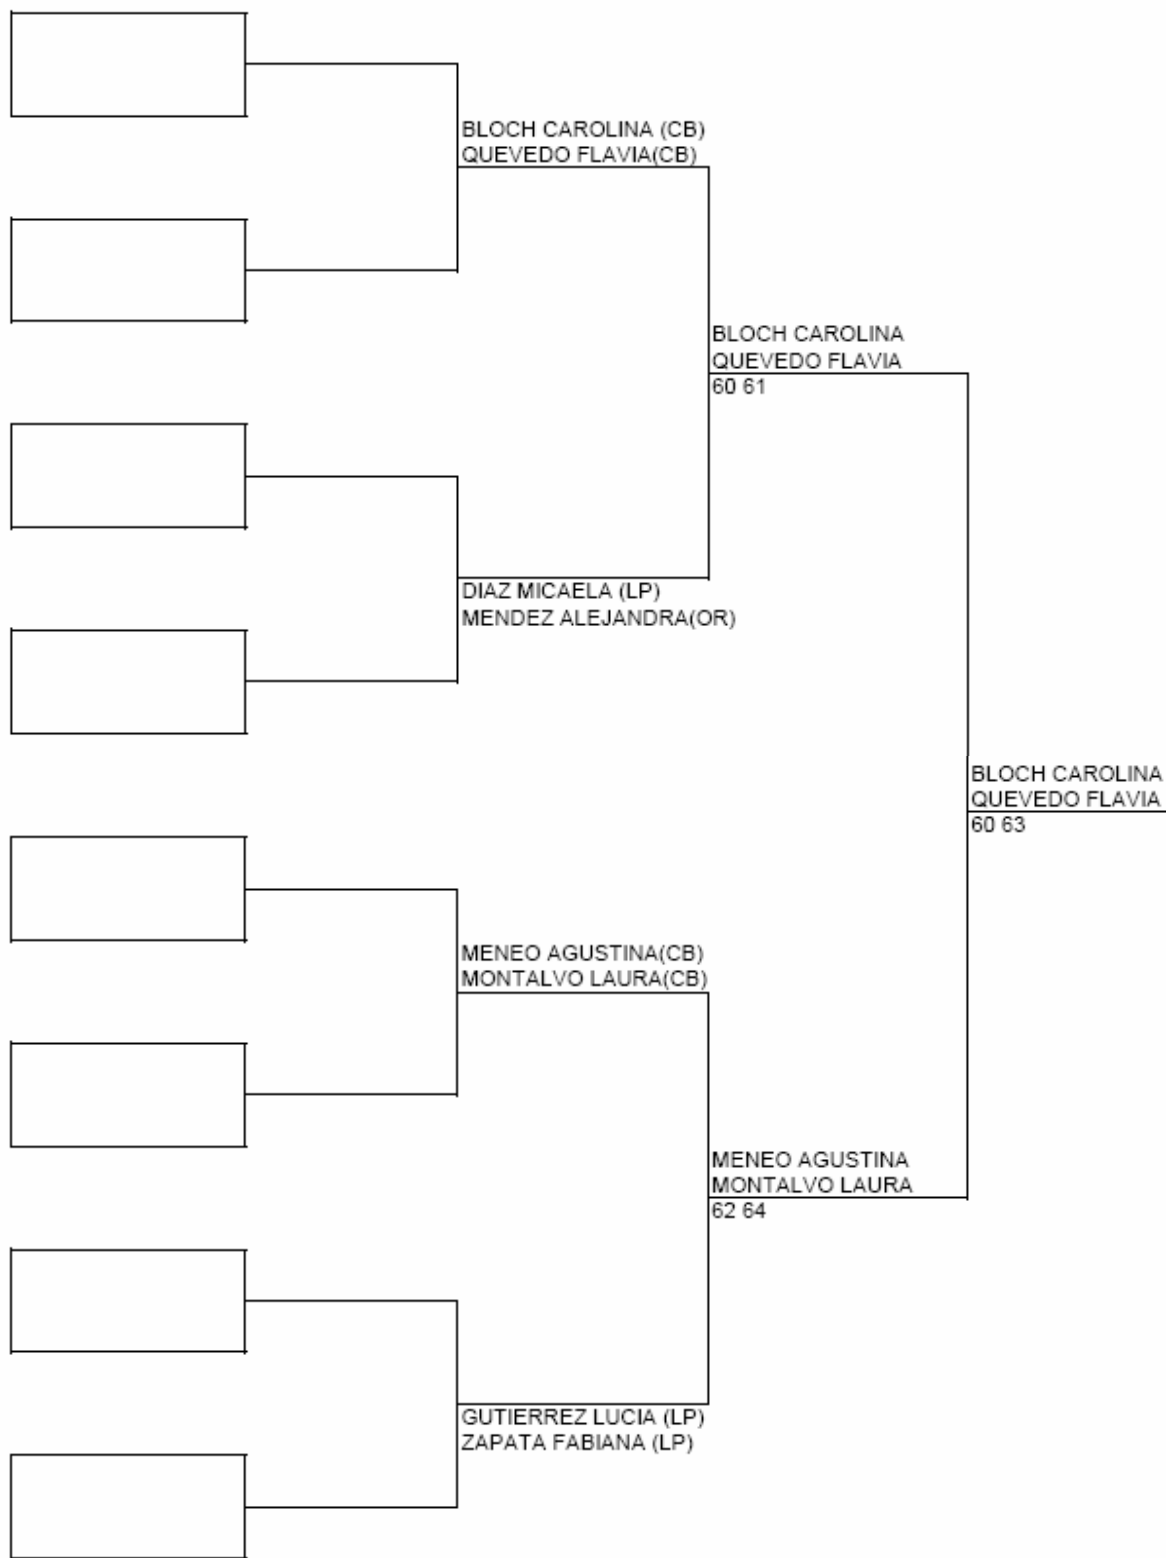 BLOCH CAROLINA (CB)
QUEVEDO FLAVIA(CB)
BLOCH CAROLINA
QUEVEDO FLAVIA
60 61
DIAZ MICAELA (LP)
MENDEZ ALEJANDRA(OR)
BLOCH CAROLINA
QUEVEDO FLAVIA
60 63
MENEO AGUSTINA(CB)
MONTALVO LAURA(CB)
MENEO AGUSTINA
MONTALVO LAURA
62 64
GUTIERREZ LUCIA (LP)
ZAPATA FABIANA (LP)